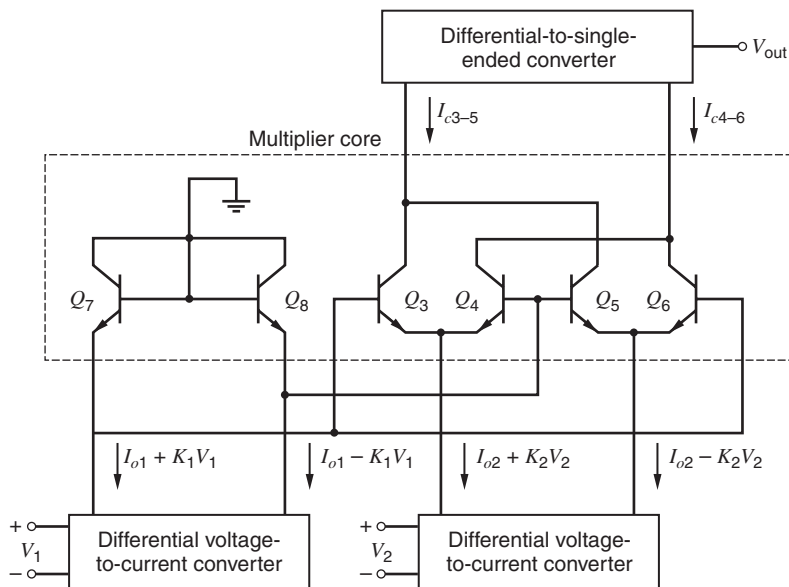 Differential-to-single-
ended converter
V_out
I_c3–5
I_c4–6
Multiplier core
Q_7
Q_8
Q_3
Q_4
Q_5
Q_6
I_o1 + K_1V_1
I_o1 − K_1V_1
I_o2 + K_2V_2
I_o2 − K_2V_2
+
V_1
−
Differential voltage-
to-current converter
+
V_2
−
Differential voltage-
to-current converter